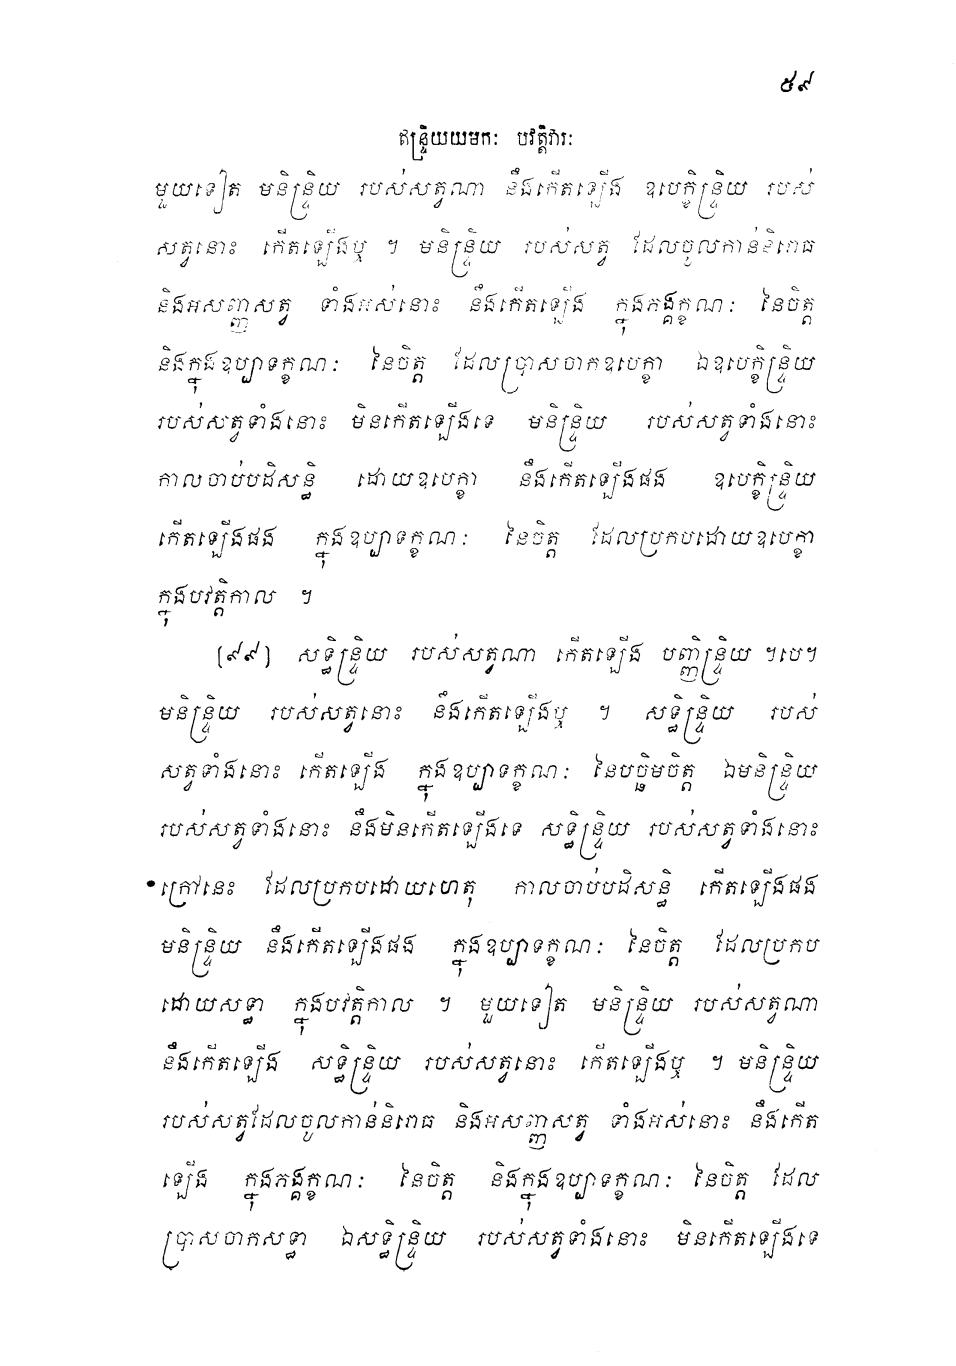 ៥៩
ឥន្ទ្រិយយមកៈ បវត្តិវារៈ
មួយទៀត មនិន្ទ្រិយ របស់សត្វណា នឹងកើតឡើង ឧបេក្ខិន្ទ្រិយ របស់
សត្វនោះ កើតឡើងឬ ។ មនិន្ទ្រិយ របស់សត្វ ដែលចូលកាន់និរោធ
និងអសញ្ញសត្វ ទាំងអស់នោះ នឹងកើតឡើង ក្នុងភង្គក្ខណៈ នៃចិត្ត
និងក្នុងឧប្បាទក្ខណៈ នៃចិត្ត ដែលប្រាសចាកឧបេក្ខា ឯឧបេក្ខិន្ទ្រិយ
របស់សត្វទាំងនោះ មិនកើតឡើងទេ មនិន្ទ្រិយ របស់សត្វទាំងនោះ
កាលចាប់បដិសន្ធិ ដោយឧបេក្ខា នឹងកើតឡើងផង ឧបេក្ខិន្ទ្រិយ
កើតឡើងផង ក្នុងឧប្បាទក្ខណៈ នៃចិត្ត ដែលប្រកបដោយឧបេក្ខា
ក្នុងបវត្តិកាល ។
(៩៩) សទ្ធិន្ទ្រិយ របស់សត្វណា កើតឡើង បញ្ញិន្ទ្រិយ ។បេ។
មនិន្ទ្រិយ របស់សត្វនោះ នឹងកើតឡើងឬ ។ សទ្ធិន្ទ្រិយ របស់
សត្វទាំងនោះ កើតឡើង ក្នុងឧប្បាទក្ខណៈ នៃបច្ឆិមចិត្ត ឯមនិន្ទ្រិយ
របស់សត្វទាំងនោះ នឹងមិនកើតឡើងទេ សទ្ធិន្ទ្រិយ របស់សត្វទាំងនោះ
ក្រៅនេះ ដែលប្រកបដោយហេតុ កាលចាប់បដិសន្ធិ កើតឡើងផង
មនិន្ទ្រិយ នឹងកើតឡើងផង ក្នុងឧប្បាទក្ខណៈ នៃចិត្ត ដែលប្រកប
ដោយសទ្ធា ក្នុងបវត្តិកាល ។ មួយទៀត មនិន្ទ្រិយ របស់សត្វណា
នឹងកើតឡើង សទ្ធិន្ទ្រិយ របស់សត្វនោះ កើតឡើងឬ ។ មនិន្ទ្រិយ
របស់សត្វដែលចូលកាន់និរោធ និងអសញ្ញសត្វ ទាំងអស់នោះ នឹងកើត
ឡើង ក្នុងភង្គក្ខណៈ នៃចិត្ត និងក្នុងឧប្បាទក្ខណៈ នៃចិត្ត ដែល
ប្រាសចាកសទ្ធា ឯសទ្ធិន្ទ្រិយ របស់សត្វទាំងនោះ មិនកើតឡើងទេ